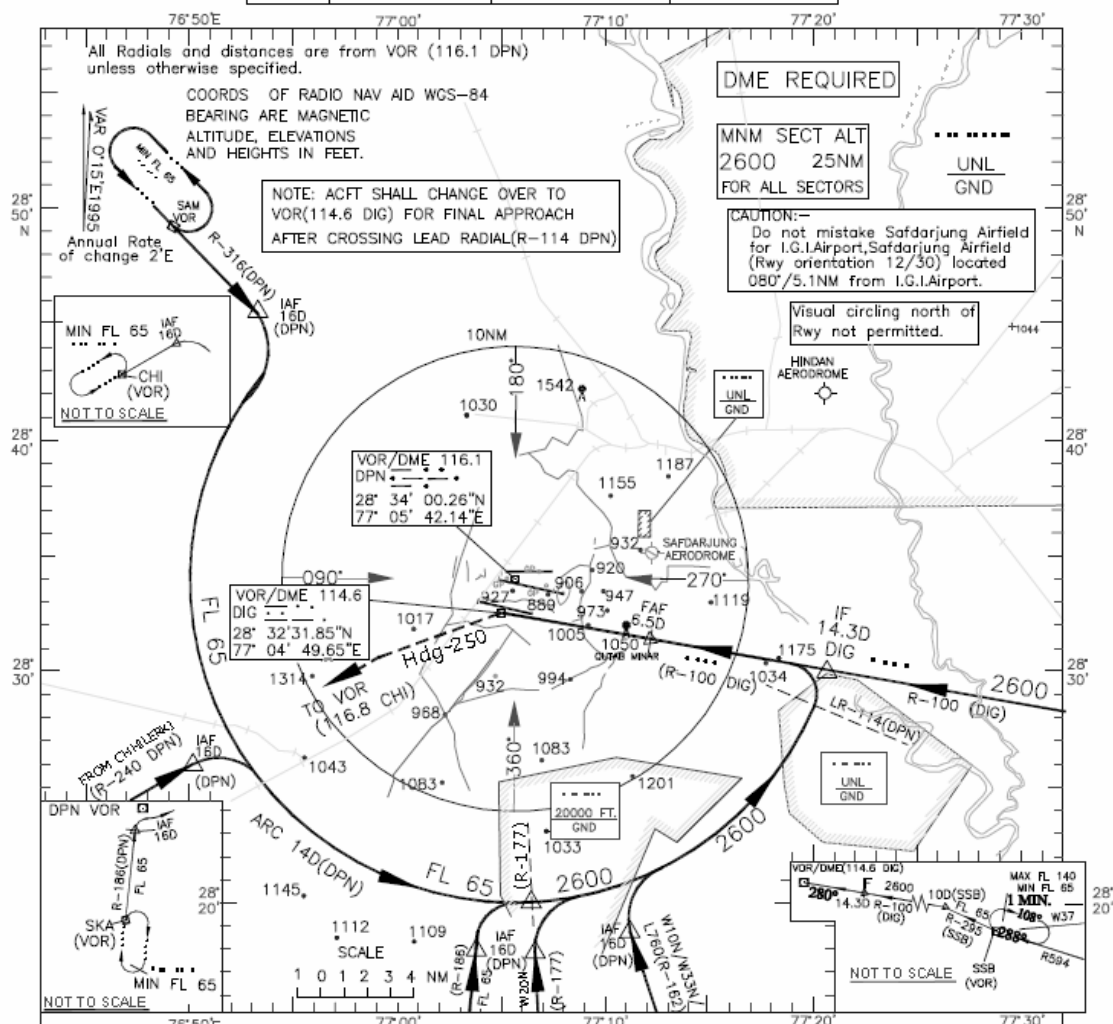 76°50'E
77°00'
77°10'
77°20'
77°30'
All Radials and distances are from VOR (116.1 DPN)
unless otherwise specified.
COORDS OF RADIO NAV AID WGS-84
BEARING ARE MAGNETIC
ALTITUDE, ELEVATIONS
AND HEIGHTS IN FEET.
VAR 0°15'E1995
Annual Rate
of change 2'E
MIN FL 65
SAM
VOR
R-316(DPN)
IAF
16D
(DPN)
NOTE: ACFT SHALL CHANGE OVER TO
VOR(114.6 DIG) FOR FINAL APPROACH
AFTER CROSSING LEAD RADIAL(R-114 DPN)
DME REQUIRED
MNM SECT ALT
2600 25NM
FOR ALL SECTORS
UNL
GND
CAUTION:-
Do not mistake Safdarjung Airfield
for I.G.I.Airport,Safdarjung Airfield
(Rwy orientation 12/30) located
080°/5.1NM from I.G.I.Airport.
Visual circling north of
Rwy not permitted.
28°
50'
N
28°
50'
N
MIN FL 65
IAF
16D
CHI
(VOR)
NOT TO SCALE
10NM
180°
1542
1030
1044
HINDAN
AERODROME
UNL
GND
28°
40'
28°
40'
VOR/DME 116.1
DPN
28° 34' 00.26"N
77° 05' 42.14"E
1187
1155
932
SAFDARJUNG
AERODROME
920
090°
270°
906
927
889
947
973
1119
VOR/DME 114.6
DIG
28° 32'31.85"N
77° 04' 49.65"E
1017
Hdg-250
FAF
6.5D
1005
1050
QUTAB MINAR
IF
14.3D
DIG
1175
1034
(R-100 DIG)
R-100 (DIG)
2600
LR-114(DPN)
28°
30'
28°
30'
FL 65
1314
TO VOR
(116.8 CHI)
932
994
968
360°
1083
1083
1201
1043
FROM CHHILERKI
(R-240 DPN)
IAF
16D
(DPN)
20000 FT.
GND
UNL
GND
1033
ARC 14D(DPN)
FL 65
(R-177)
2600
2600
DPN VOR
IAF
16D
R-186(DPN)
FL 65
SKA
(VOR)
MIN FL 65
NOT TO SCALE
1145
1112
1109
SCALE
1 0 1 2 3 4 NM
(R-186)
FL 65
IAF
16D
(DPN)
W20N
(R-177)
IAF
16D
(DPN)
W10N/W33N/
L760(R-162)
VOR/DME(114.6 DIG)
280°
F
14.30
2600
R-100
(DIG)
10D(SSB)
FL 65
R-295
(SSB)
MAX FL 140
MIN FL 65
1 MIN.
108°
288°
W37
R594
SSB
(VOR)
NOT TO SCALE
28°
20'
28°
20'
76°50'E
77°00'
77°10'
77°20'
77°30'